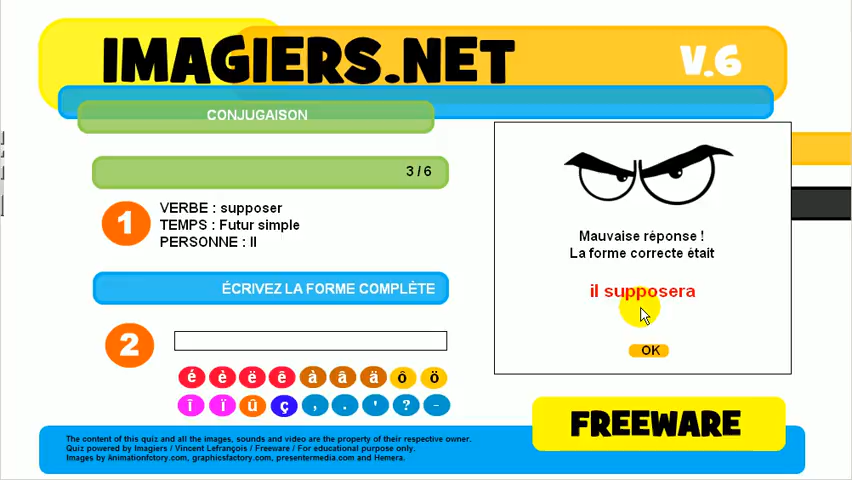 IMAGIERS.NET
V.6
CONJUGAISON
3 / 6
1
VERBE : supposer
TEMPS : Futur simple
PERSONNE : Il
ÉCRIVEZ LA FORME COMPLÈTE
2
é è ë ê à â ä ô ö
î ï û ç , . ' ? -
Mauvaise réponse !
La forme correcte était
il supposera
OK
FREEWARE
The content of this quiz and all the images, sounds and video are the property of their respective owner.
Quiz powered by Imagiers / Vincent Lefrançois / Freeware / For educational purpose only.
Images by Animationfctory.com, graphicsfactory.com, presentermedia.com and Hemera.